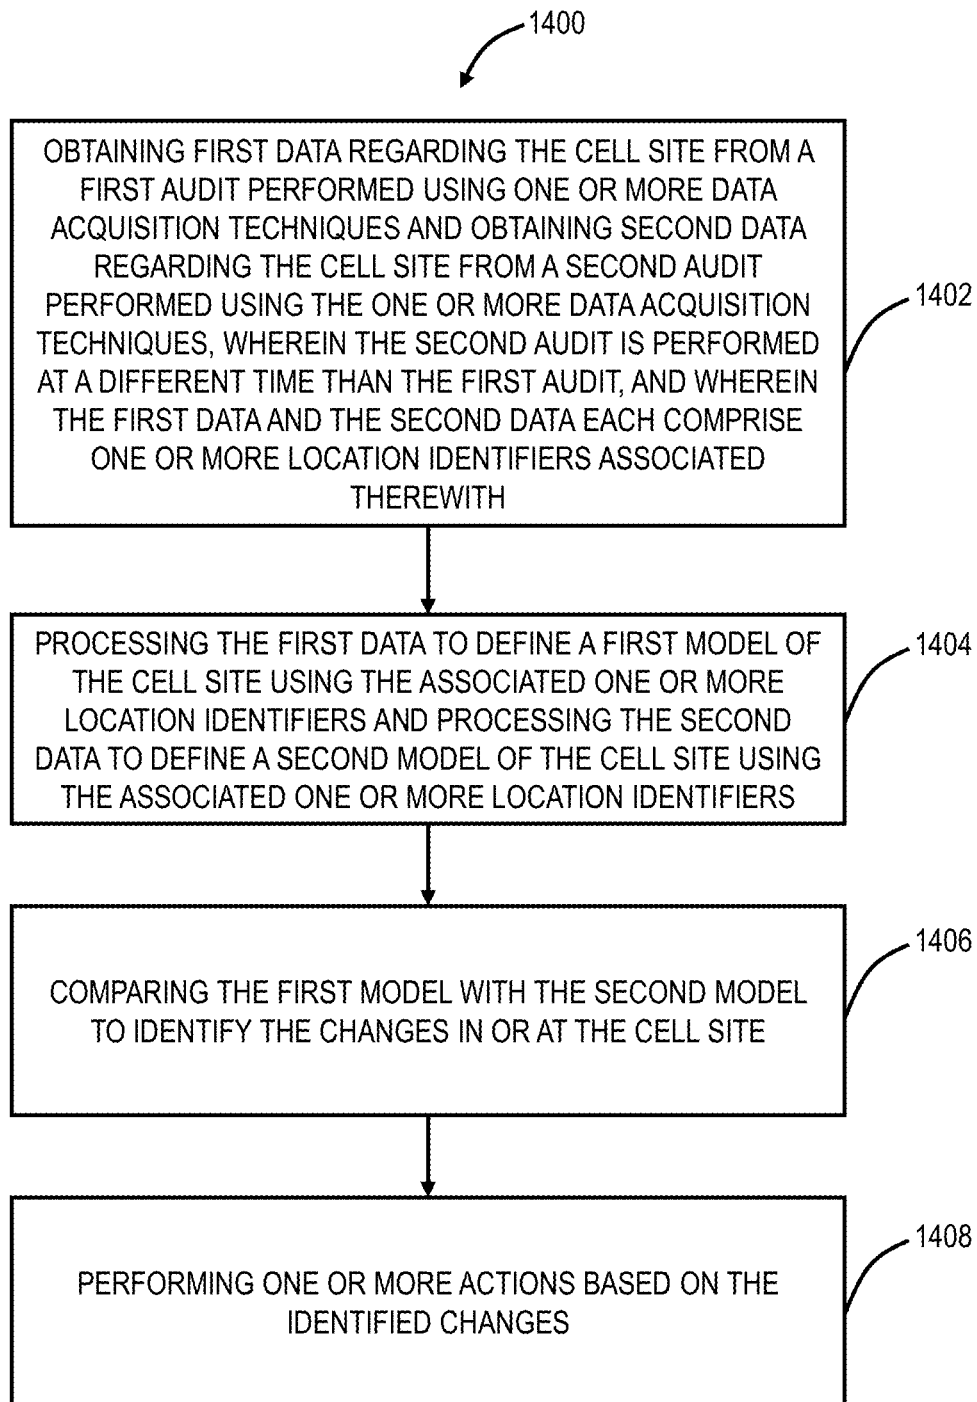 1400
OBTAINING FIRST DATA REGARDING THE CELL SITE FROM A
FIRST AUDIT PERFORMED USING ONE OR MORE DATA
ACQUISITION TECHNIQUES AND OBTAINING SECOND DATA
REGARDING THE CELL SITE FROM A SECOND AUDIT
PERFORMED USING THE ONE OR MORE DATA ACQUISITION
TECHNIQUES, WHEREIN THE SECOND AUDIT IS PERFORMED
AT A DIFFERENT TIME THAN THE FIRST AUDIT, AND WHEREIN
THE FIRST DATA AND THE SECOND DATA EACH COMPRISE
ONE OR MORE LOCATION IDENTIFIERS ASSOCIATED
THEREWITH
1402
PROCESSING THE FIRST DATA TO DEFINE A FIRST MODEL OF
THE CELL SITE USING THE ASSOCIATED ONE OR MORE
LOCATION IDENTIFIERS AND PROCESSING THE SECOND
DATA TO DEFINE A SECOND MODEL OF THE CELL SITE USING
THE ASSOCIATED ONE OR MORE LOCATION IDENTIFIERS
1404
COMPARING THE FIRST MODEL WITH THE SECOND MODEL
TO IDENTIFY THE CHANGES IN OR AT THE CELL SITE
1406
PERFORMING ONE OR MORE ACTIONS BASED ON THE
IDENTIFIED CHANGES
1408